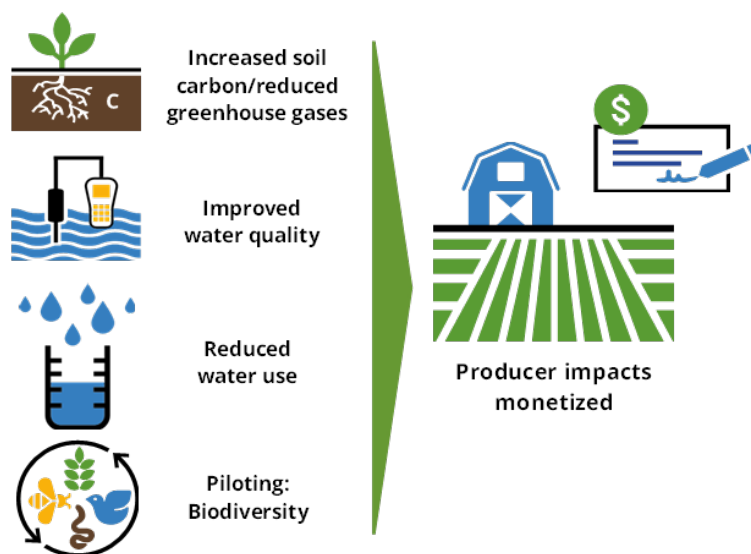 Increased soil
carbon/reduced
greenhouse gases
C
Improved
water quality
Reduced
water use
Piloting:
Biodiversity
$
Producer impacts
monetized